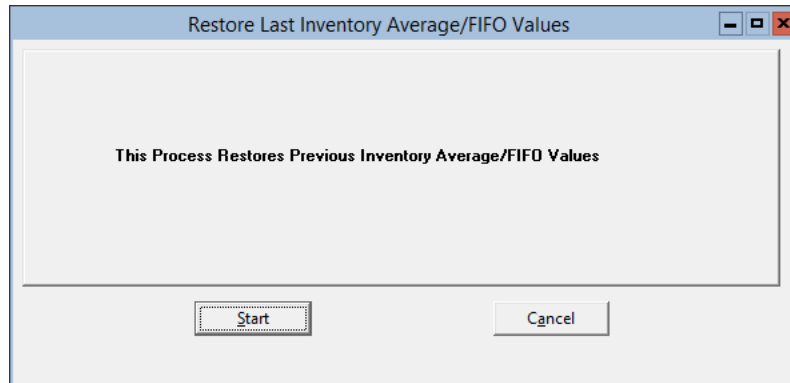 Restore Last Inventory Average/FIFO Values
This Process Restores Previous Inventory Average/FIFO Values
Start
Cancel